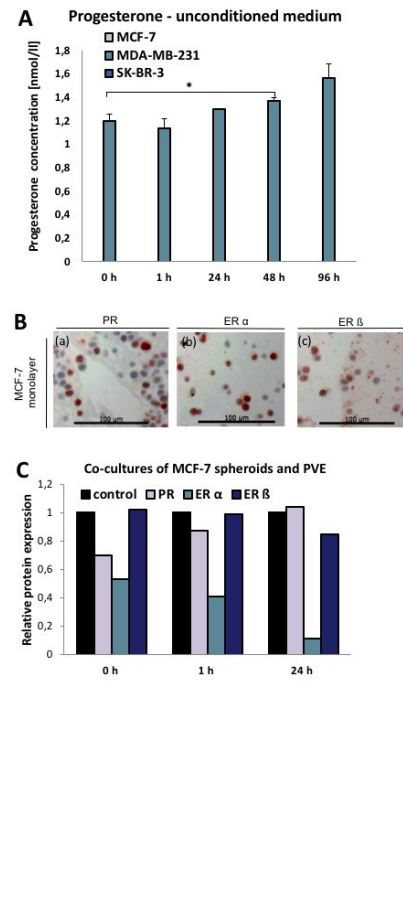 A
Progesterone - unconditioned medium
MCF-7
MDA-MB-231
SK-BR-3
Progesterone concentration [nmol/ll]
1,8
1,6
1,4
1,2
1
0,8
0,6
0,4
0,2
0
*
0 h 1 h 24 h 48 h 96 h
B
PR ER α ER ß
MCF-7
monolayer
(a) (b) (c)
100 µm 100 µm 100 µm
C
Co-cultures of MCF-7 spheroids and PVE
control PR ER α ER ß
Relative protein expression
1,2
1
0,8
0,6
0,4
0,2
0
0 h 1 h 24 h